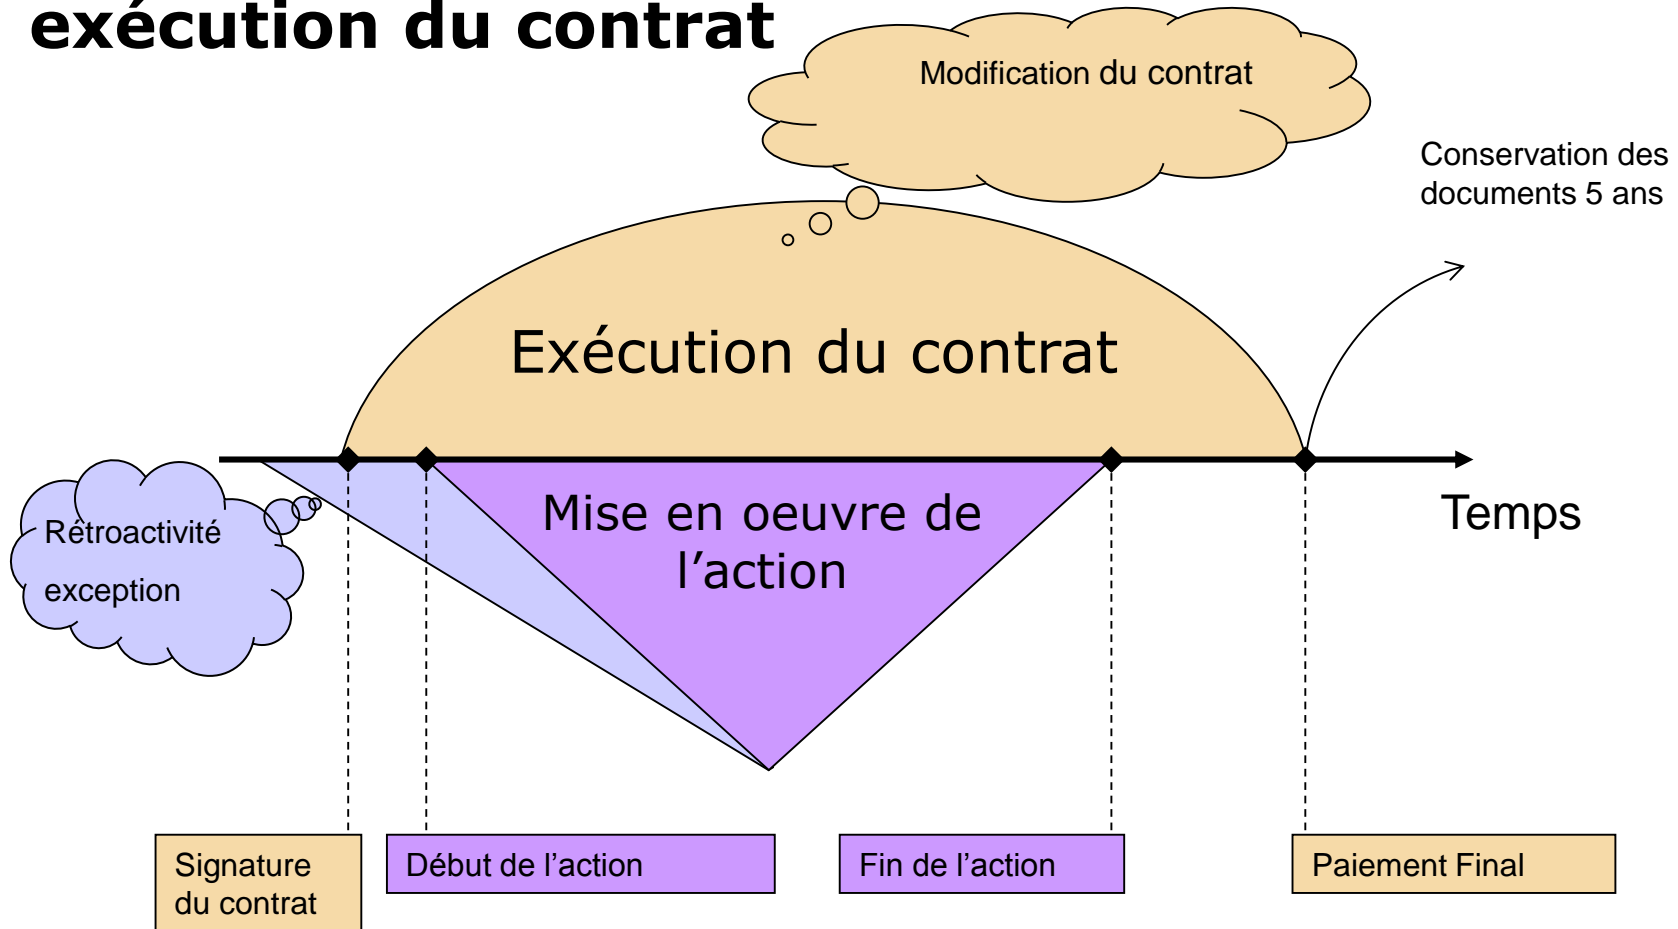 exécution du contrat
Modification du contrat
Conservation des
documents 5 ans
Exécution du contrat
Rétroactivité
exception
Mise en oeuvre de
l’action
Temps
Signature
du contrat
Début de l’action
Fin de l’action
Paiement Final